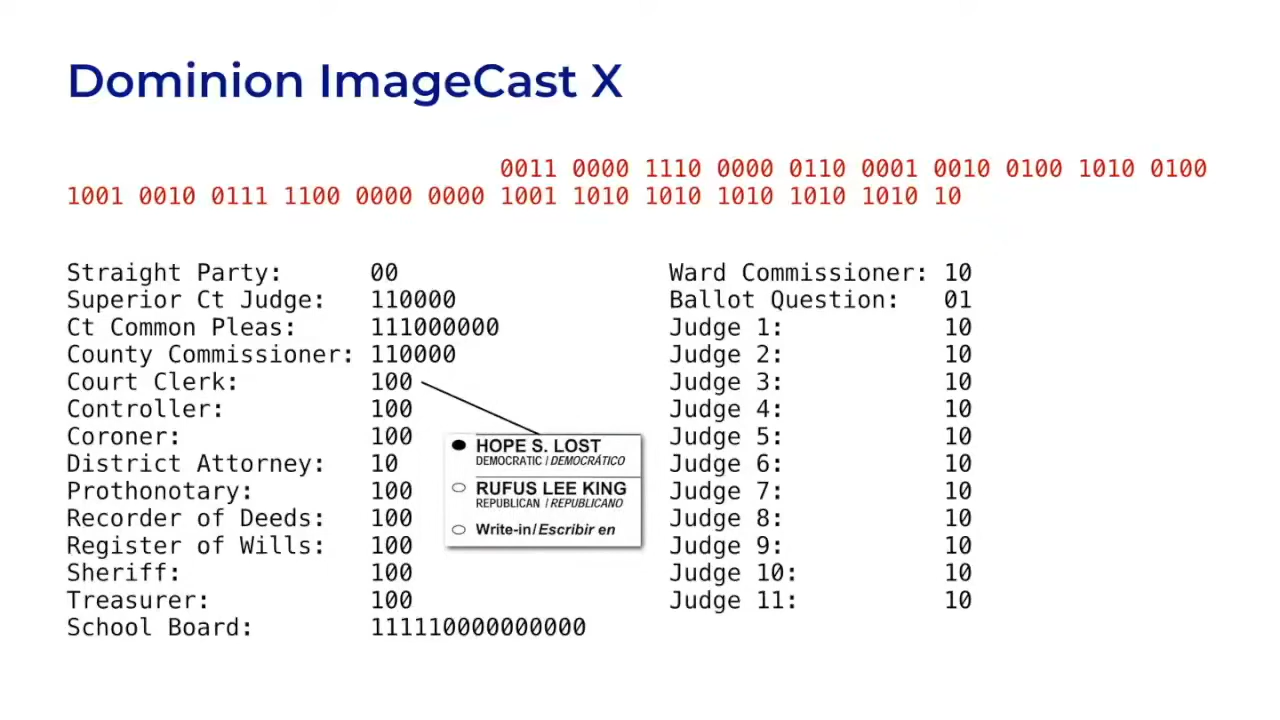 Dominion ImageCast X
0011 0000 1110 0000 0110 0001 0010 0100 1010 0100
1001 0010 0111 1100 0000 0000 1001 1010 1010 1010 1010 1010 10
Straight Party: 00
Superior Ct Judge: 110000
Ct Common Pleas: 111000000
County Commissioner: 110000
Court Clerk: 100
Controller: 100
Coroner: 100
District Attorney: 10
Prothonotary: 100
Recorder of Deeds: 100
Register of Wills: 100
Sheriff: 100
Treasurer: 100
School Board: 111110000000000
HOPE S. LOST
DEMOCRATIC / DEMOCRÁTICO
RUFUS LEE KING
REPUBLICAN / REPUBLICANO
Write-in/Escribir en
Ward Commissioner: 10
Ballot Question: 01
Judge 1: 10
Judge 2: 10
Judge 3: 10
Judge 4: 10
Judge 5: 10
Judge 6: 10
Judge 7: 10
Judge 8: 10
Judge 9: 10
Judge 10: 10
Judge 11: 10